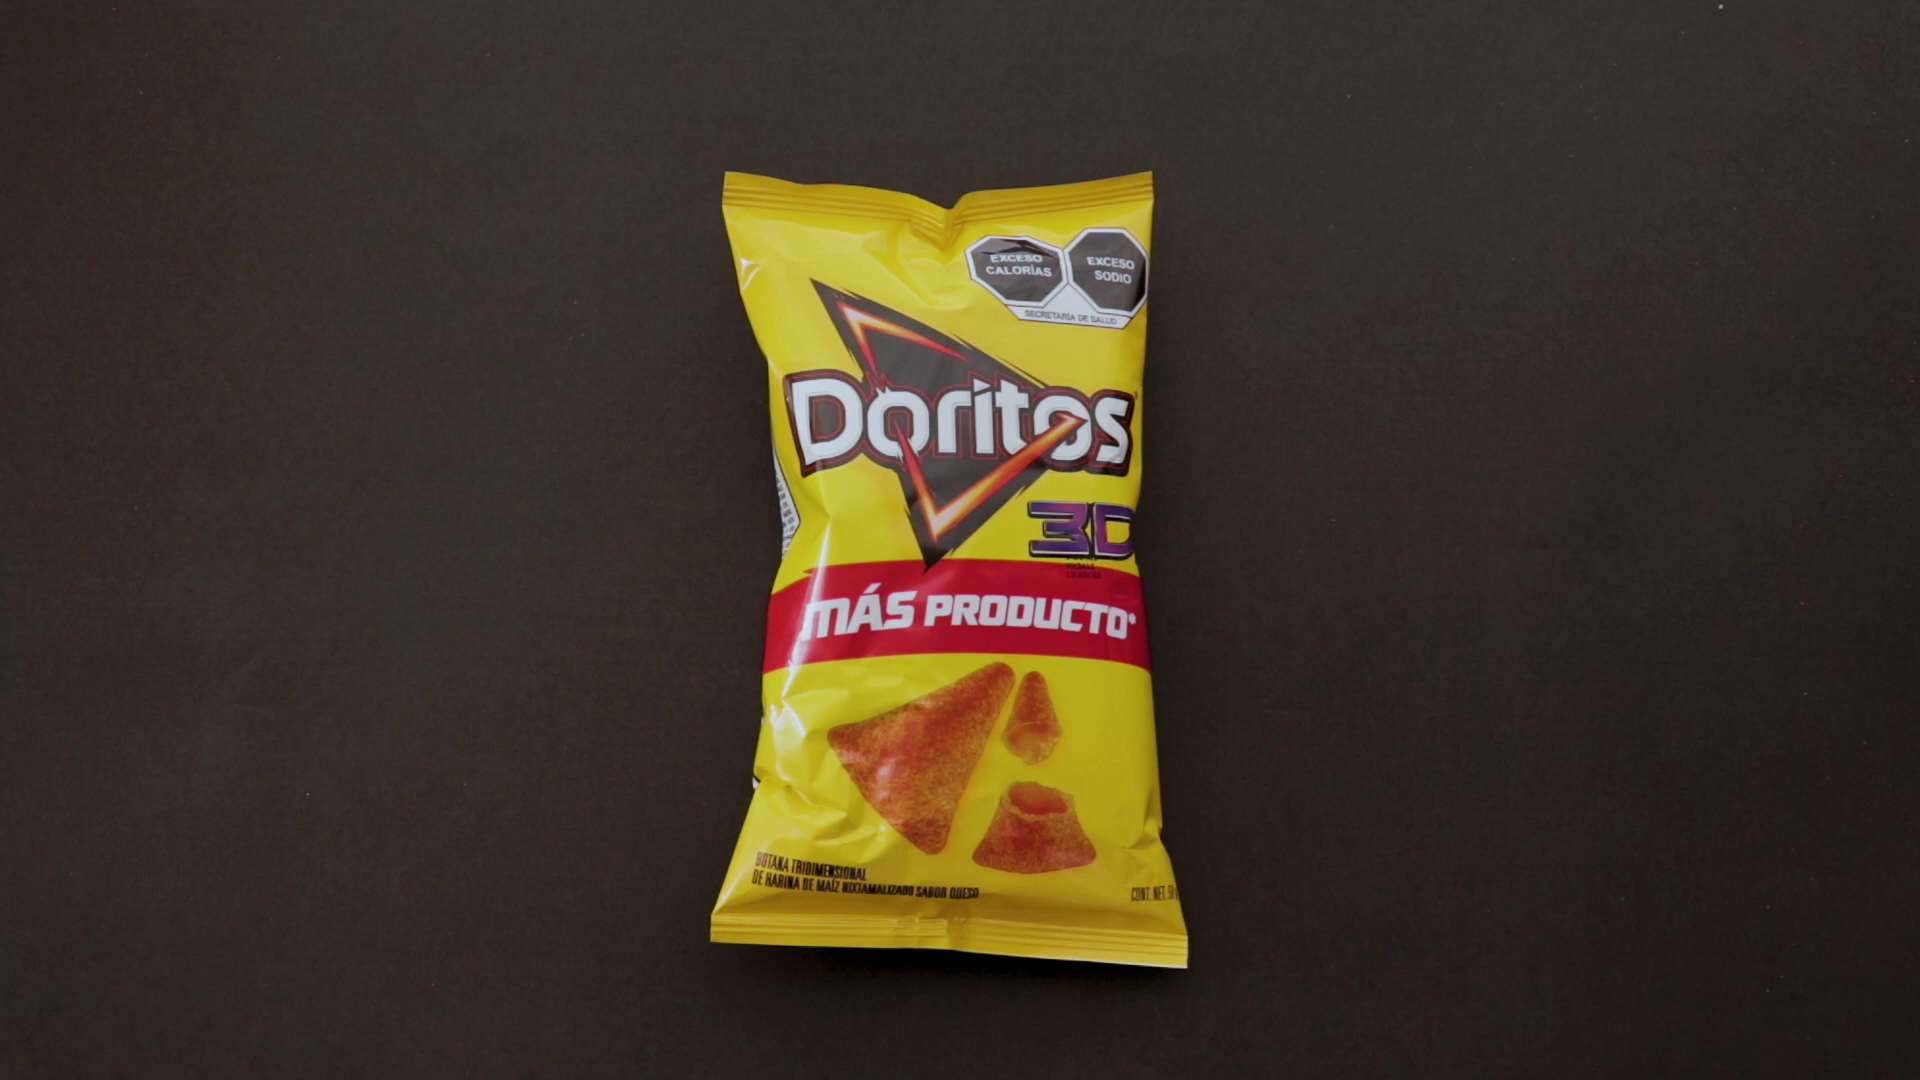 EXCESO
CALORÍAS
EXCESO
SODIO
SECRETARÍA DE SALUD
Doritos
3D
MÁS PRODUCTO*
BOTANA TRIDIMENSIONAL
DE HARINA DE MAÍZ NIXTAMALIZADO SABOR QUESO
CONT. NET.